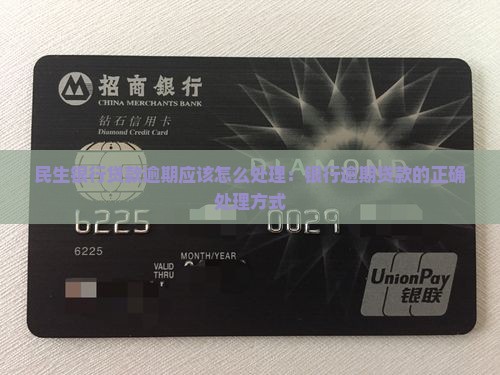 招商銀行
CHINA MERCHANTS BANK
钻石信用卡
Diamond Credit Card
DIAMOND
民生银行贷款逾期应该怎么处理：银行逾期贷款的正确
处理方式
6225 0029
6225
MONTH/YEAR
VALID
THRU
UnionPay
银联